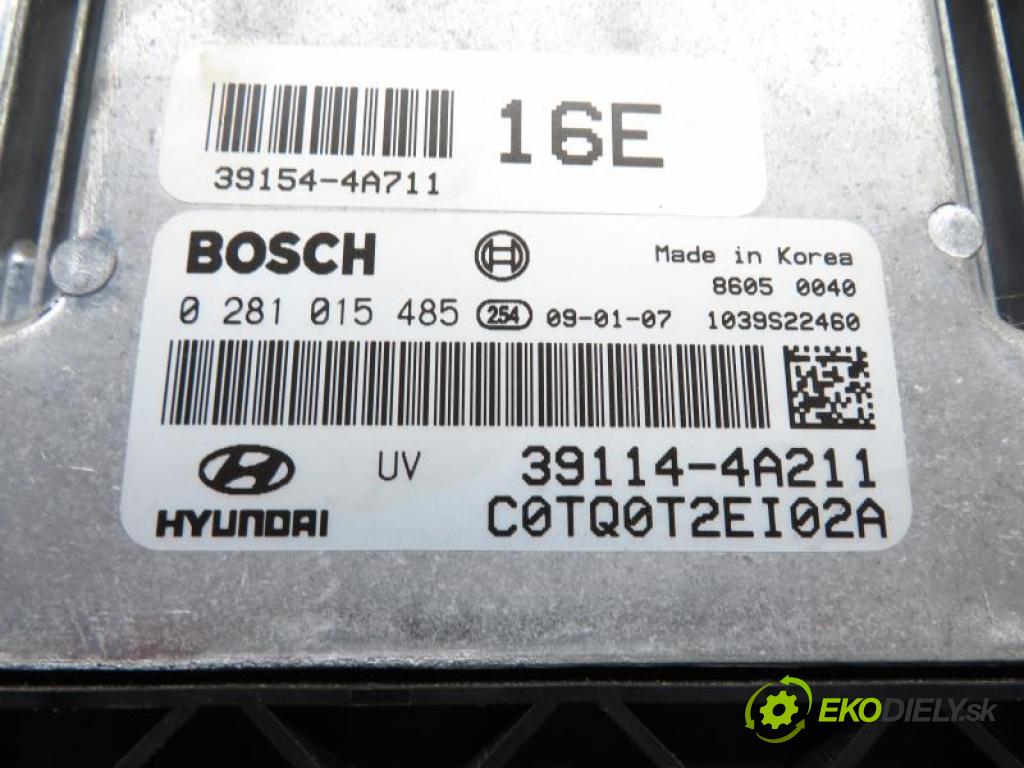 16E
39154-4A711
BOSCH
Made in Korea
8605 0040
0 281 015 485 254 09-01-07 1039S22460
UV 39114-4A211
HYUNDAI C0TQ0T2EI02A
EKODIELY.sk